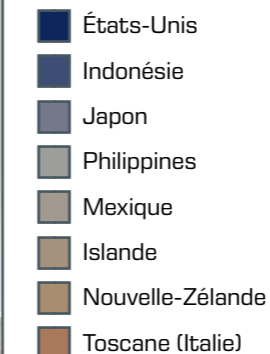 États-Unis
Indonésie
Japon
Philippines
Mexique
Islande
Nouvelle-Zélande
Toscane (Italie)